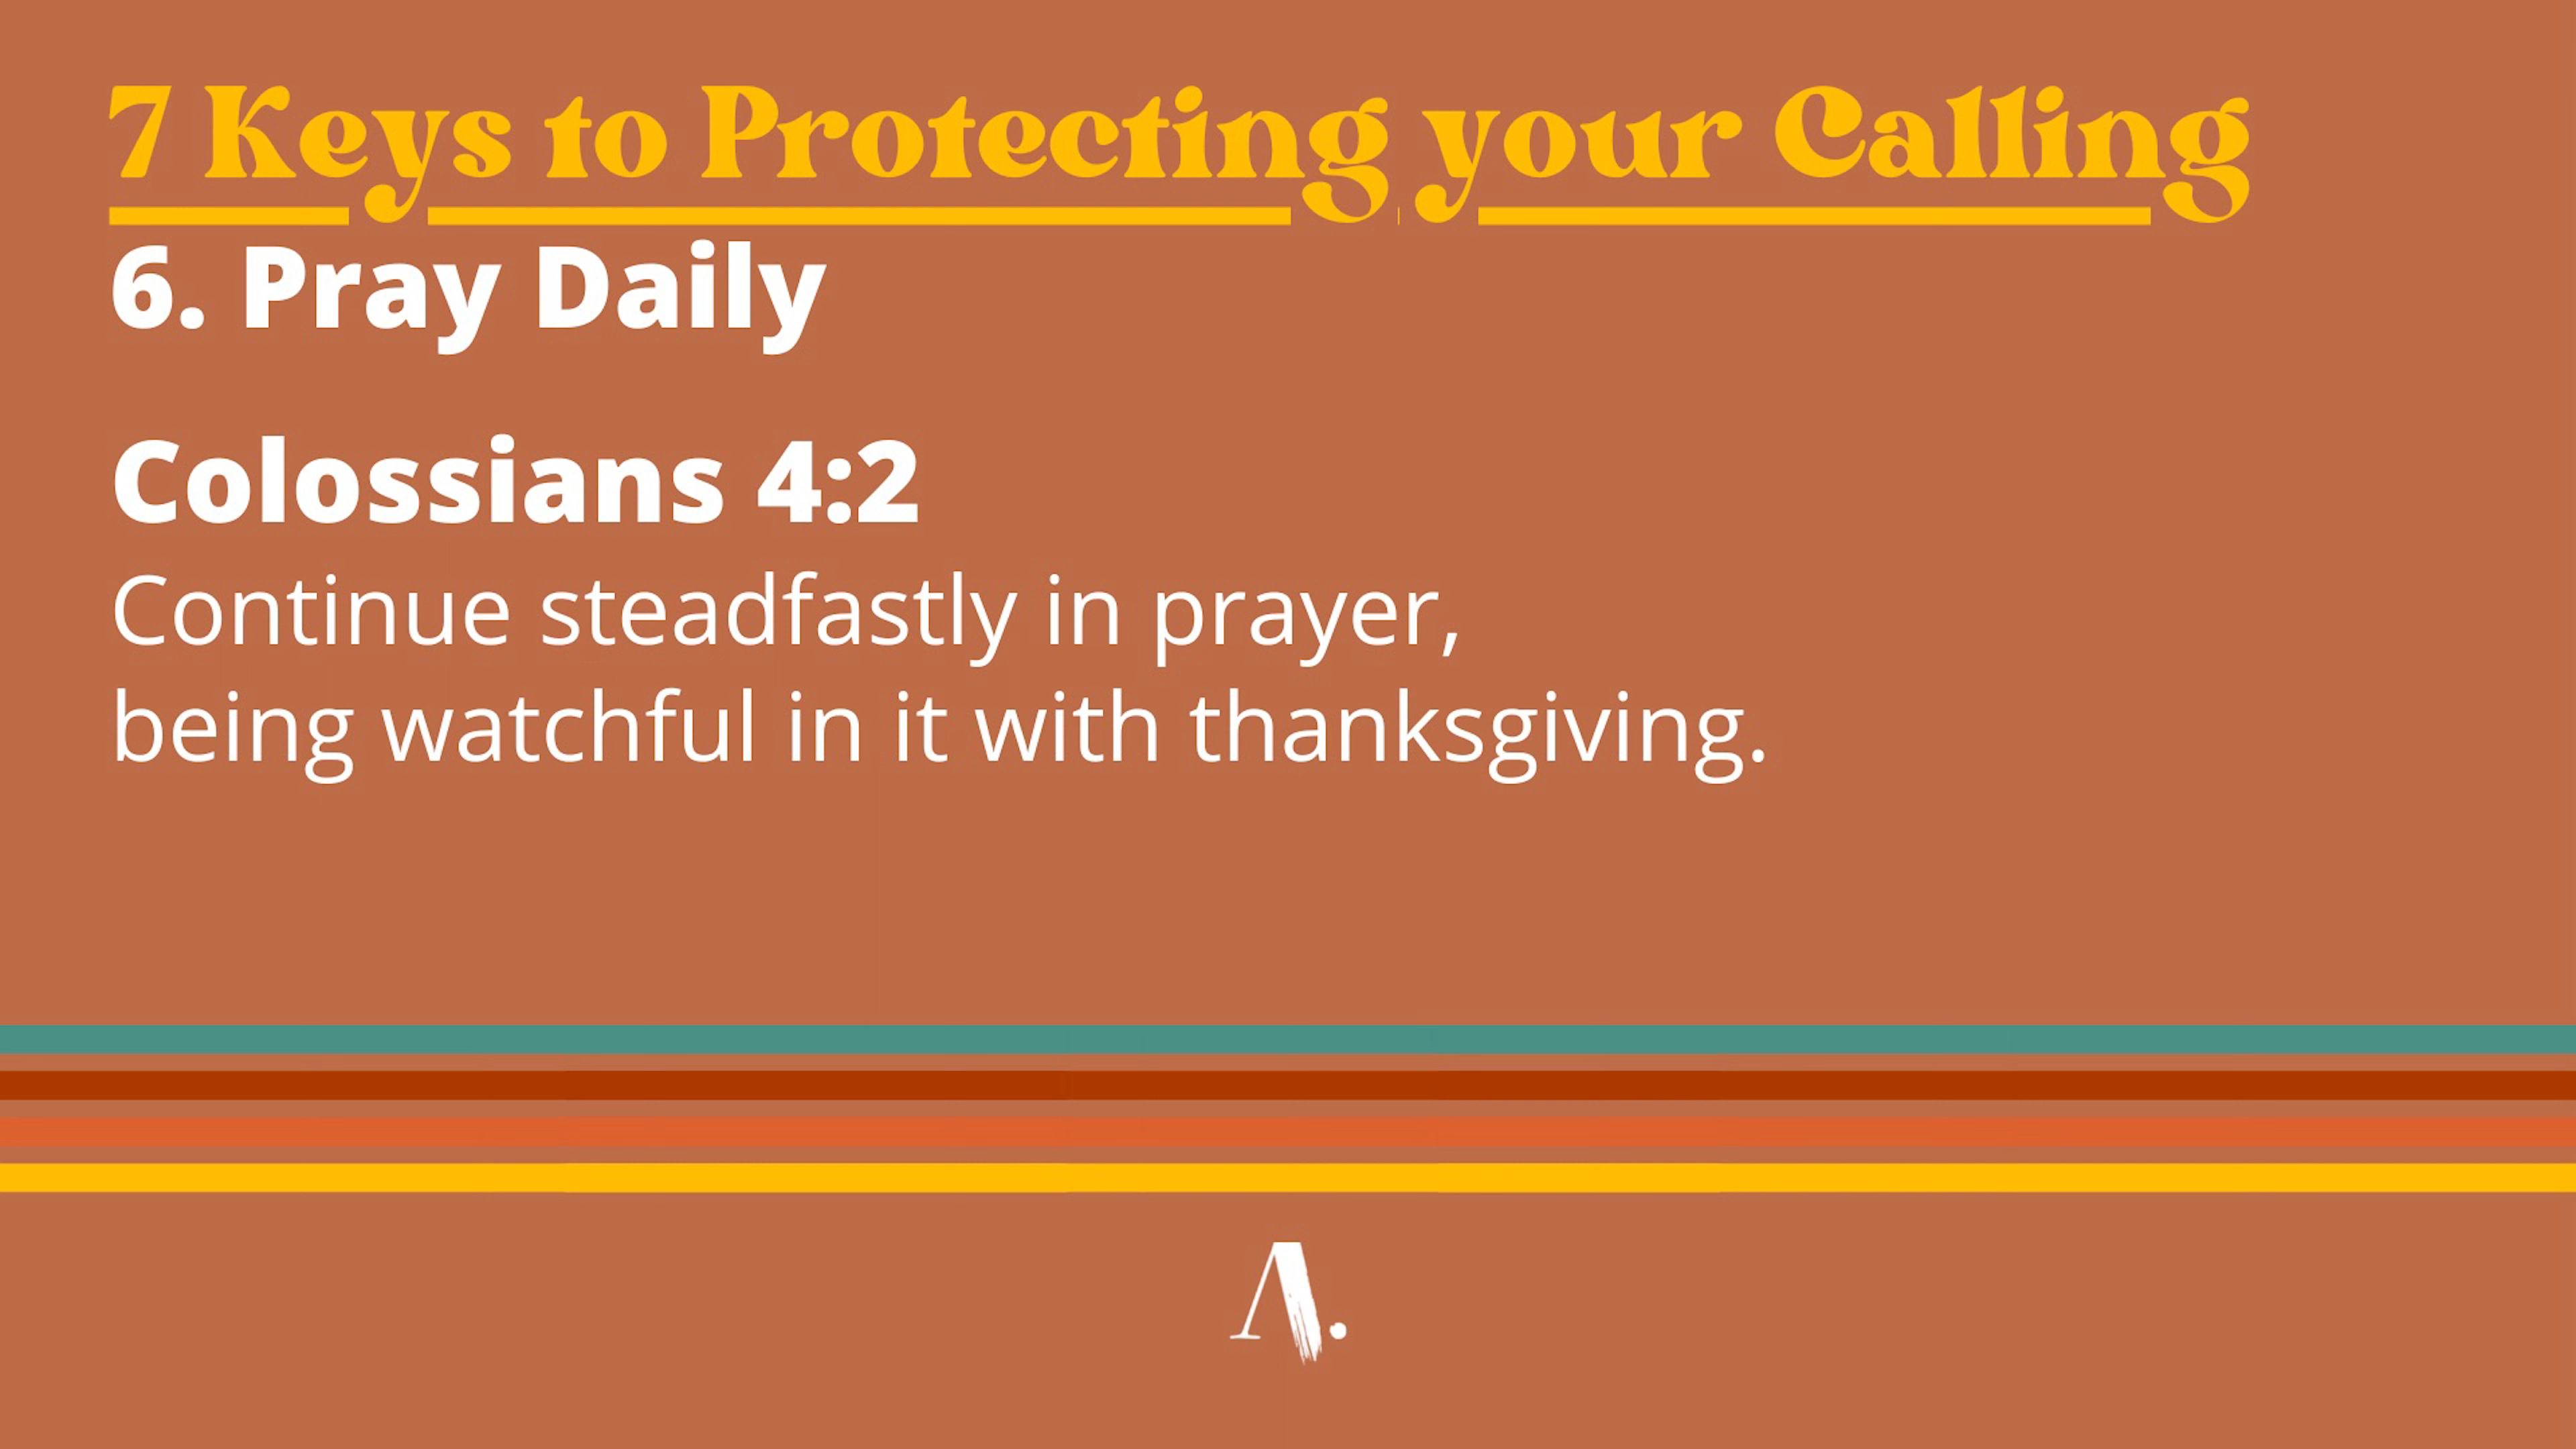 7 Keys to Protecting your Calling
6. Pray Daily
Colossians 4:2
Continue steadfastly in prayer,
being watchful in it with thanksgiving.
A.